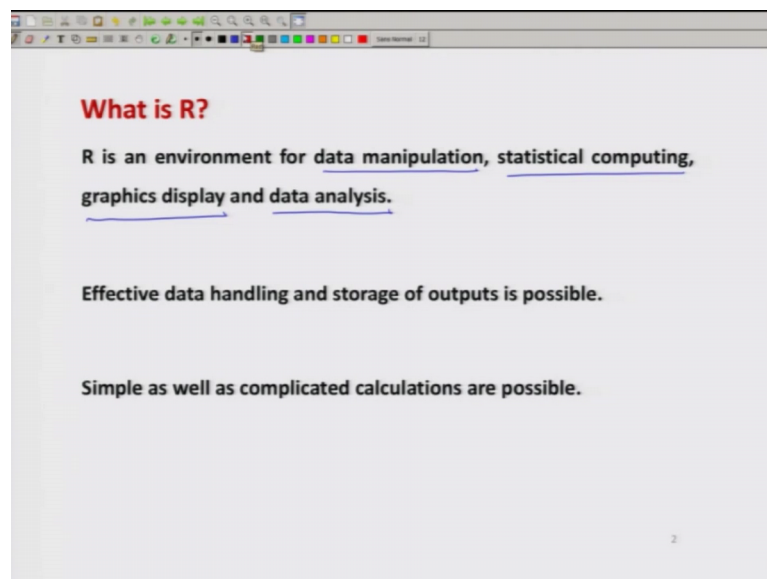 What is R?
R is an environment for data manipulation, statistical computing,
graphics display and data analysis.
Effective data handling and storage of outputs is possible.
Simple as well as complicated calculations are possible.
2